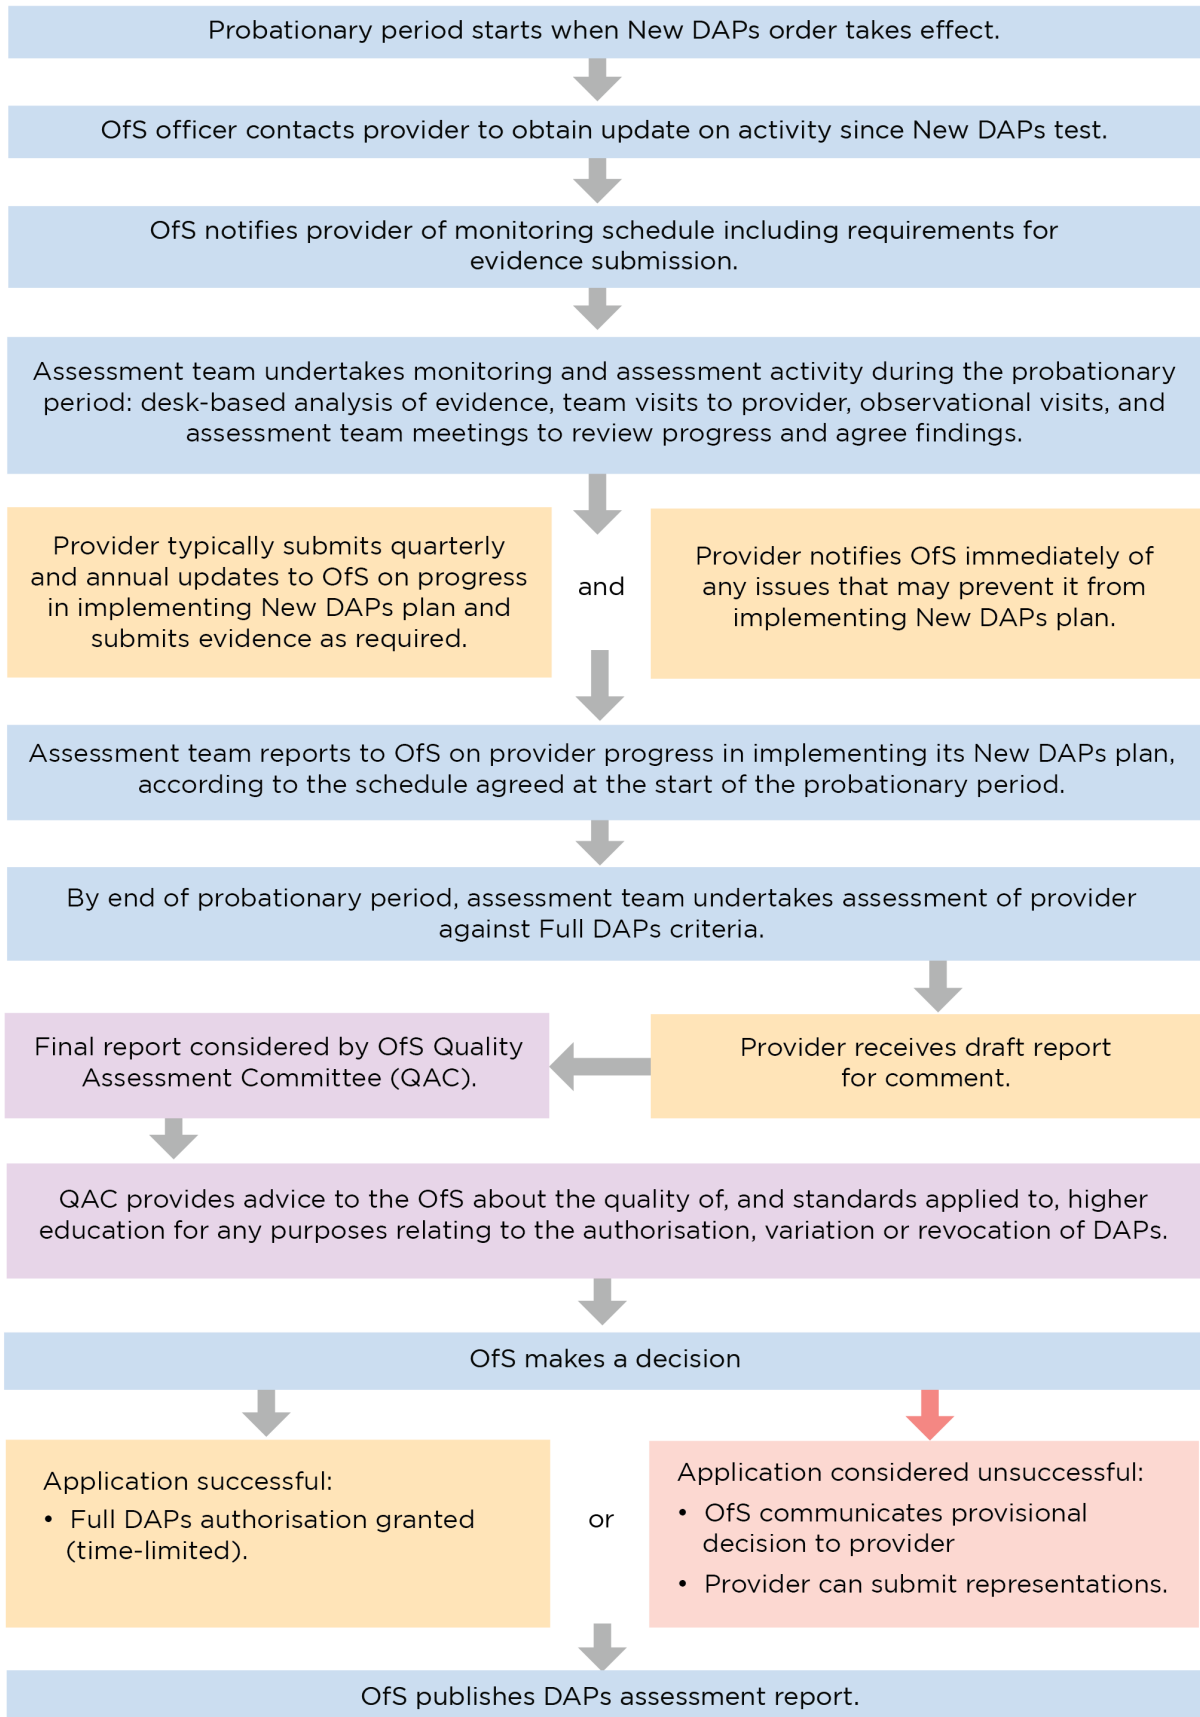 Probationary period starts when New DAPs order takes effect.
OfS officer contacts provider to obtain update on activity since New DAPs test.
OfS notifies provider of monitoring schedule including requirements for
evidence submission.
Assessment team undertakes monitoring and assessment activity during the probationary
period: desk-based analysis of evidence, team visits to provider, observational visits, and
assessment team meetings to review progress and agree findings.
Provider typically submits quarterly
and annual updates to OfS on progress
in implementing New DAPs plan and
submits evidence as required.
and
Provider notifies OfS immediately of
any issues that may prevent it from
implementing New DAPs plan.
Assessment team reports to OfS on provider progress in implementing its New DAPs plan,
according to the schedule agreed at the start of the probationary period.
By end of probationary period, assessment team undertakes assessment of provider
against Full DAPs criteria.
Provider receives draft report
for comment.
Final report considered by OfS Quality
Assessment Committee (QAC).
QAC provides advice to the OfS about the quality of, and standards applied to, higher
education for any purposes relating to the authorisation, variation or revocation of DAPs.
OfS makes a decision
Application successful:
• Full DAPs authorisation granted
(time-limited).
or
Application considered unsuccessful:
• OfS communicates provisional
decision to provider
• Provider can submit representations.
OfS publishes DAPs assessment report.